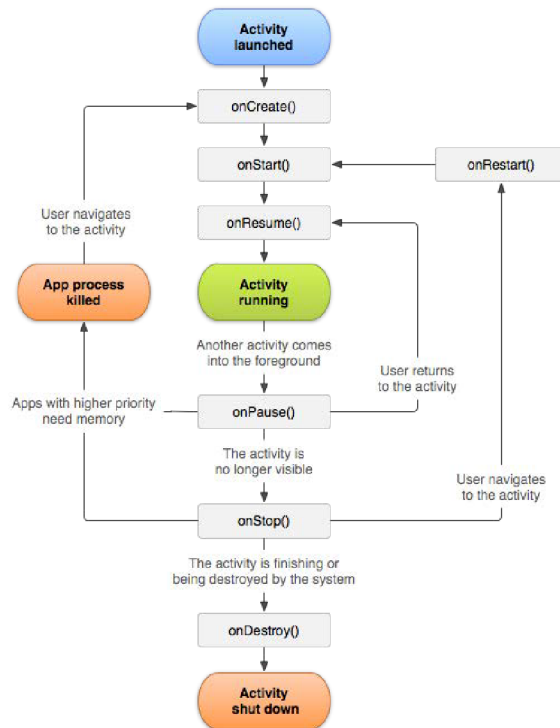 Activity
launched
onCreate()
onStart()
onRestart()
User navigates
to the activity
onResume()
App process
killed
Activity
running
Another activity comes
into the foreground
User returns
to the activity
Apps with higher priority
need memory
onPause()
The activity is
no longer visible
User navigates
to the activity
onStop()
The activity is finishing or
being destroyed by the system
onDestroy()
Activity
shut down